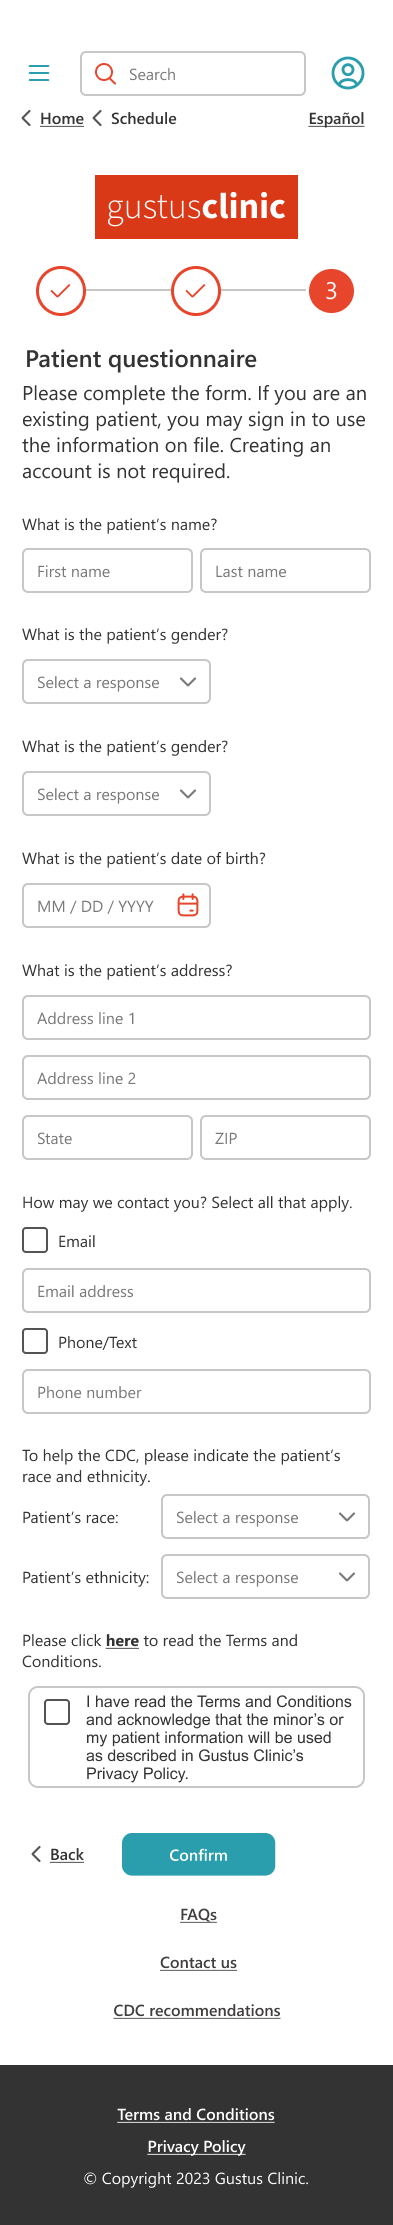 Search
Home Schedule Español
gustusclinic
3
Patient questionnaire
Please complete the form. If you are an
existing patient, you may sign in to use
the information on file. Creating an
account is not required.
What is the patient’s name?
First name Last name
What is the patient’s gender?
Select a response
What is the patient’s gender?
Select a response
What is the patient’s date of birth?
MM / DD / YYYY
What is the patient’s address?
Address line 1
Address line 2
State ZIP
How may we contact you? Select all that apply.
Email
Email address
Phone/Text
Phone number
To help the CDC, please indicate the patient’s
race and ethnicity.
Patient’s race: Select a response
Patient’s ethnicity: Select a response
Please click here to read the Terms and
Conditions.
I have read the Terms and Conditions
and acknowledge that the minor’s or
my patient information will be used
as described in Gustus Clinic’s
Privacy Policy.
Back Confirm
FAQs
Contact us
CDC recommendations
Terms and Conditions
Privacy Policy
© Copyright 2023 Gustus Clinic.